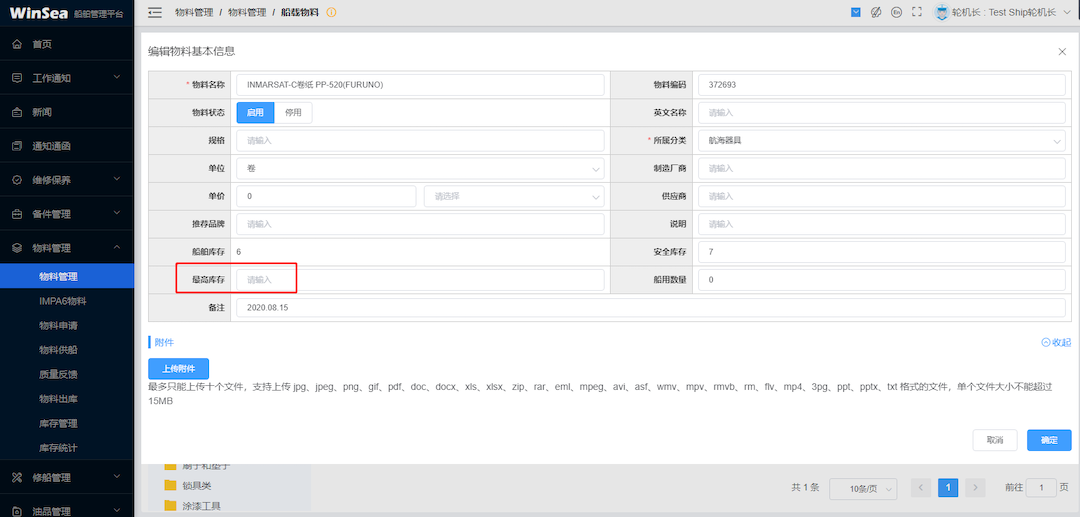 WinSea 船舶管理平台
物料管理 / 物料管理 / 船载物料
En
轮机长 : Test Ship轮机长
首页
工作通知
新闻
通知通函
维修保养
备件管理
物料管理
物料管理
IMPA6物料
物料申请
物料供船
质量反馈
物料出库
库存管理
库存统计
修船管理
油品管理
编辑物料基本信息
* 物料名称 INMARSAT-C卷纸 PP-520(FURUNO) 物料编码 372693
物料状态 启用 停用 英文名称 请输入
规格 请输入 * 所属分类 航海器具
单位 卷 制造厂商 请输入
单价 0 请选择 供应商 请输入
推荐品牌 请输入 说明 请输入
船舶库存 6 安全库存 7
最高库存 请输入 船用数量 0
备注 2020.08.15
附件 收起
上传附件
最多只能上传十个文件，支持上传 jpg、jpeg、png、gif、pdf、doc、docx、xls、xlsx、zip、rar、eml、mpeg、avi、asf、wmv、mpv、rmvb、rm、flv、mp4、3pg、ppt、pptx、txt 格式的文件，单个文件大小不能超过
15MB
取消 确定
刷子和垫子
锁具类
涂漆工具
共 1 条 10条/页 1 前往 1 页